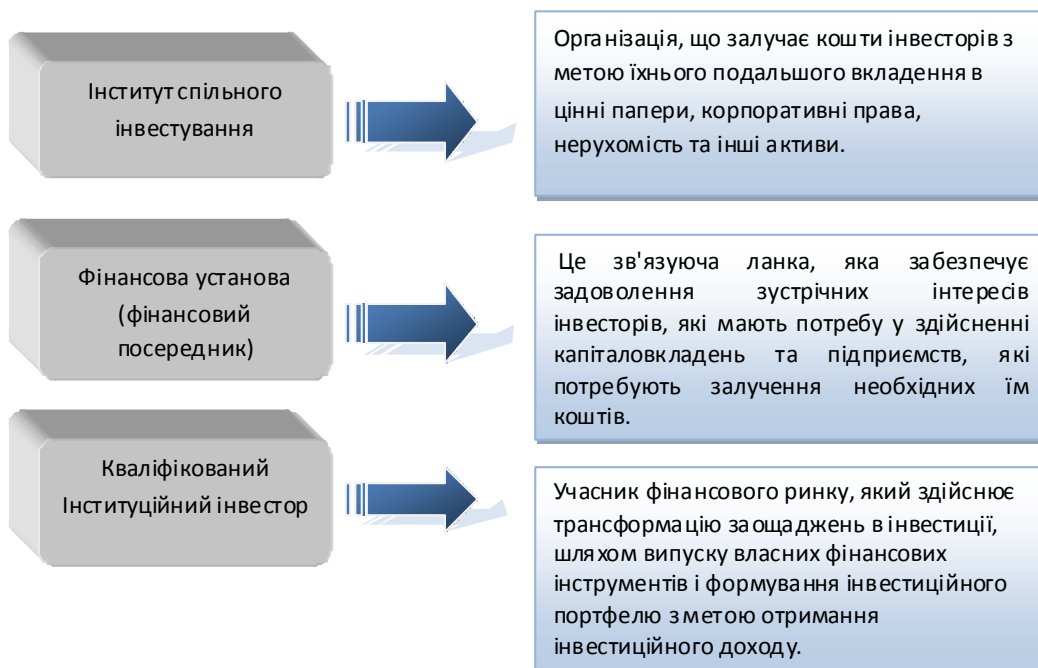 Інститут спільного
інвестування
Організація, що залучає кошти інвесторів з
метою їхнього подальшого вкладення в
цінні папери, корпоративні права,
нерухомість та інші активи.
Фінансова установа
(фінансовий
посередник)
Це зв'язуюча ланка, яка забезпечує
задоволення зустрічних інтересів
інвесторів, які мають потребу у здійсненні
капіталовкладень та підприємств, які
потребують залучення необхідних їм
коштів.
Кваліфікований
Інституційний інвестор
Учасник фінансового ринку, який здійснює
трансформацію заощаджень в інвестиції,
шляхом випуску власних фінансових
інструментів і формування інвестиційного
портфелю з метою отримання
інвестиційного доходу.